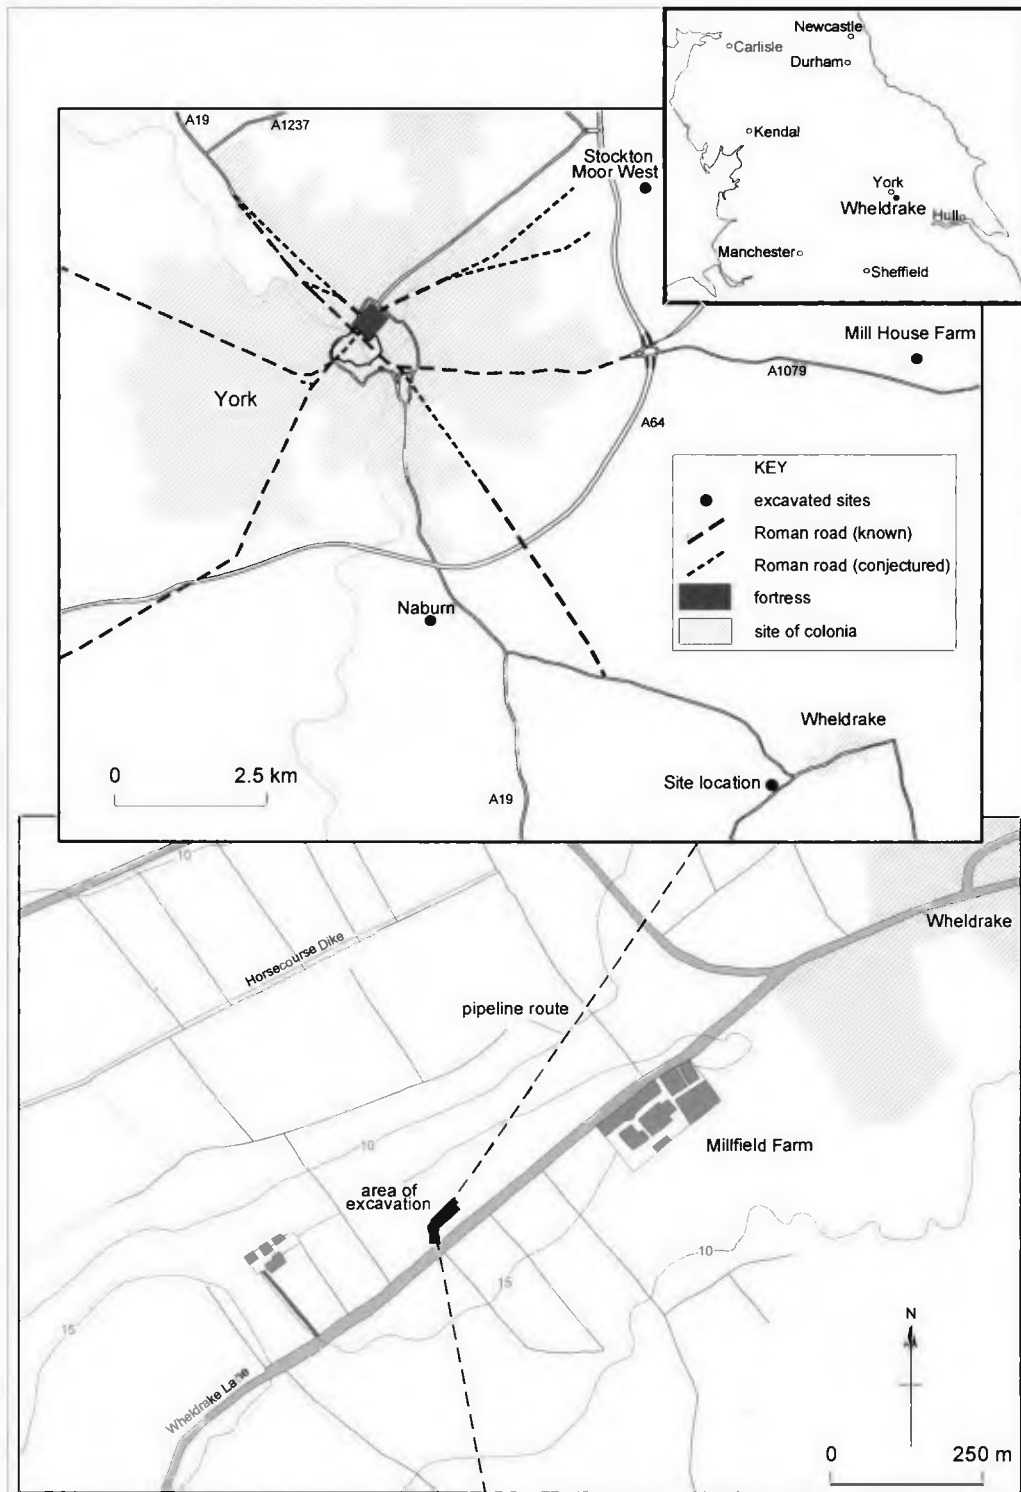 Newcastle
Carlisle
Durham
Kendal
York
Wheldrake
Hull
Manchester
Sheffield
A19
A1237
Stockton
Moor West
Mill House Farm
A1079
York
A64
KEY
excavated sites
Roman road (known)
Roman road (conjectured)
fortress
site of colonia
Naburn
Wheldrake
Site location
0 2.5 km
A19
10
Wheldrake
Horsecourse Dike
pipeline route
10
Millfield Farm
area of
excavation
10
15
15
N
Wheldrake Lane
0 250 m